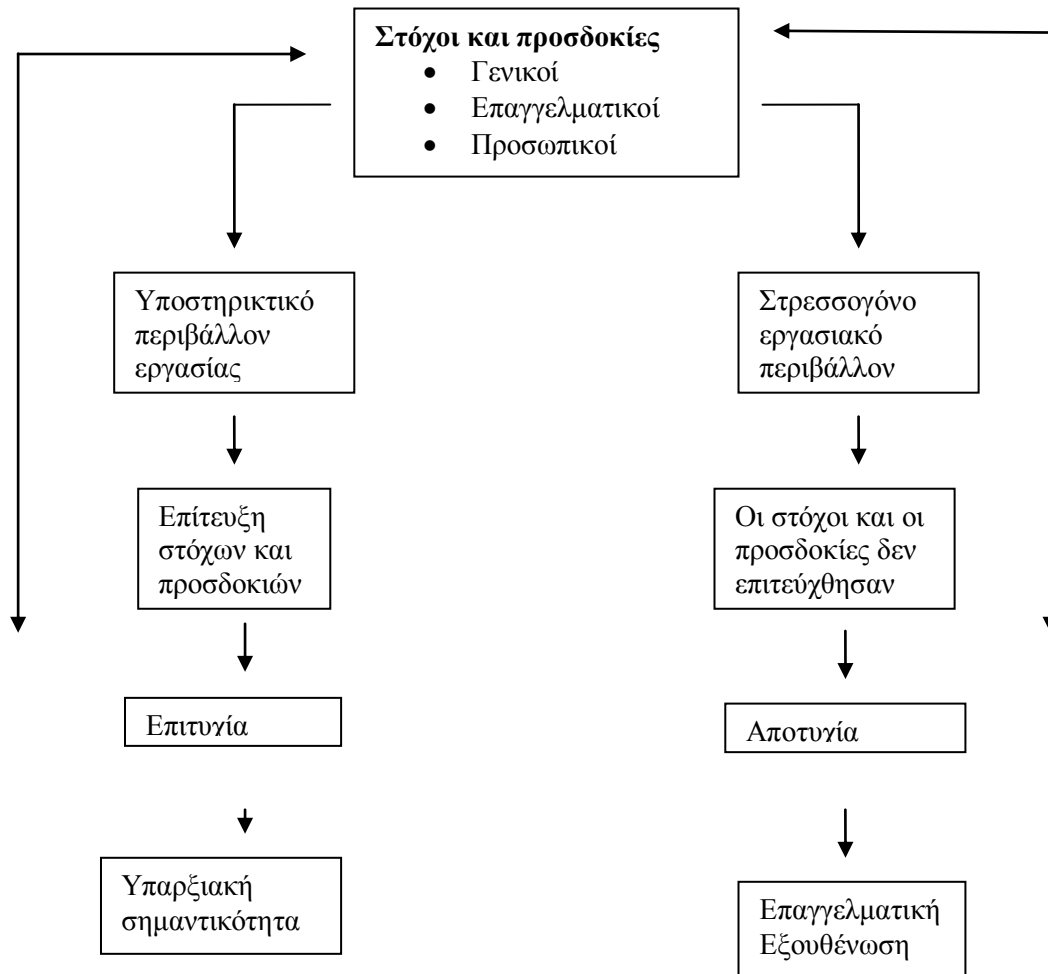 Στόχοι και προσδοκίες
• Γενικοί
• Επαγγελματικοί
• Προσωπικοί
Υποστηρικτικό
περιβάλλον
εργασίας
Στρεσσογόνο
εργασιακό
περιβάλλον
Επίτευξη
στόχων και
προσδοκιών
Οι στόχοι και οι
προσδοκίες δεν
επιτεύχθησαν
Επιτυχία
Αποτυχία
Υπαρξιακή
σημαντικότητα
Επαγγελματική
Εξουθένωση